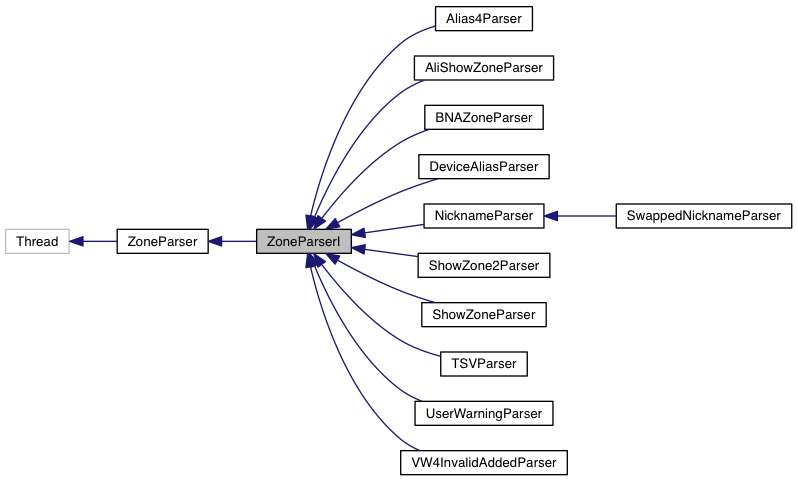 Alias4Parser
AliShowZoneParser
BNAZoneParser
DeviceAliasParser
NicknameParser
SwappedNicknameParser
Thread
ZoneParser
ZoneParserI
ShowZone2Parser
ShowZoneParser
TSVParser
UserWarningParser
VW4InvalidAddedParser